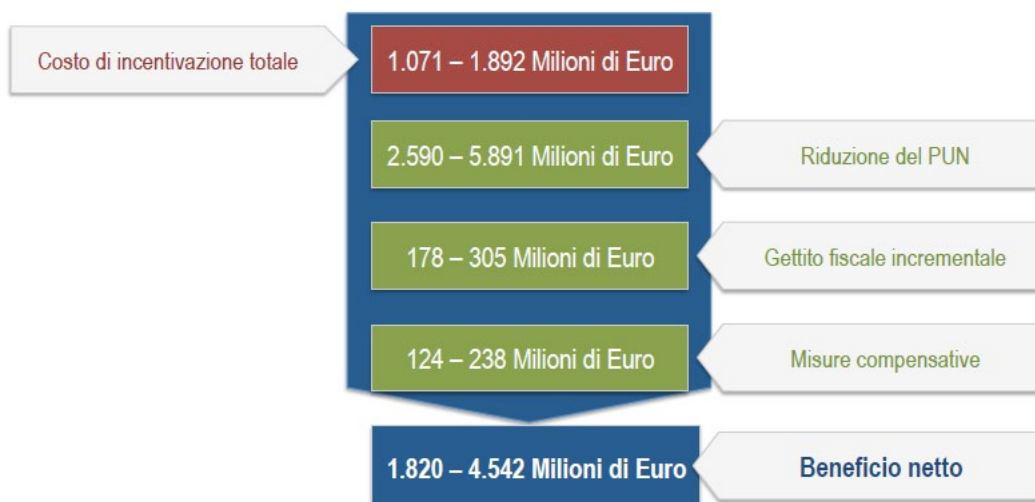 Costo di incentivazione totale
1.071 – 1.892 Milioni di Euro
2.590 – 5.891 Milioni di Euro
Riduzione del PUN
178 – 305 Milioni di Euro
Gettito fiscale incrementale
124 – 238 Milioni di Euro
Misure compensative
1.820 – 4.542 Milioni di Euro
Beneficio netto